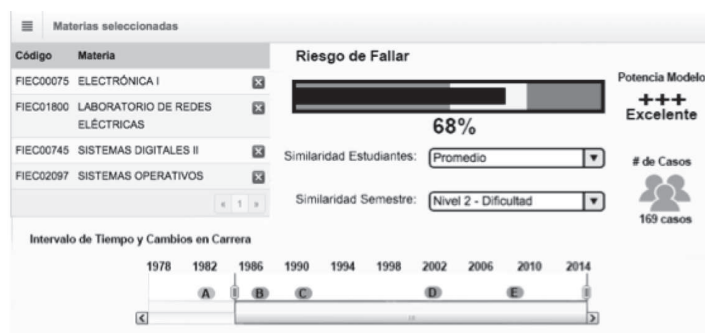 Materias seleccionadas
Código Materia
FIEC00075 ELECTRÓNICA I
FIEC01800 LABORATORIO DE REDES
ELÉCTRICAS
FIEC00745 SISTEMAS DIGITALES II
FIEC02097 SISTEMAS OPERATIVOS
« 1 »
Riesgo de Fallar
68%
Similaridad Estudiantes: Promedio
Similaridad Semestre: Nivel 2 - Dificultad
Potencia Modelo
+++
Excelente
# de Casos
169 casos
Intervalo de Tiempo y Cambios en Carrera
1978 1982 1986 1990 1994 1998 2002 2006 2010 2014
A B C D E